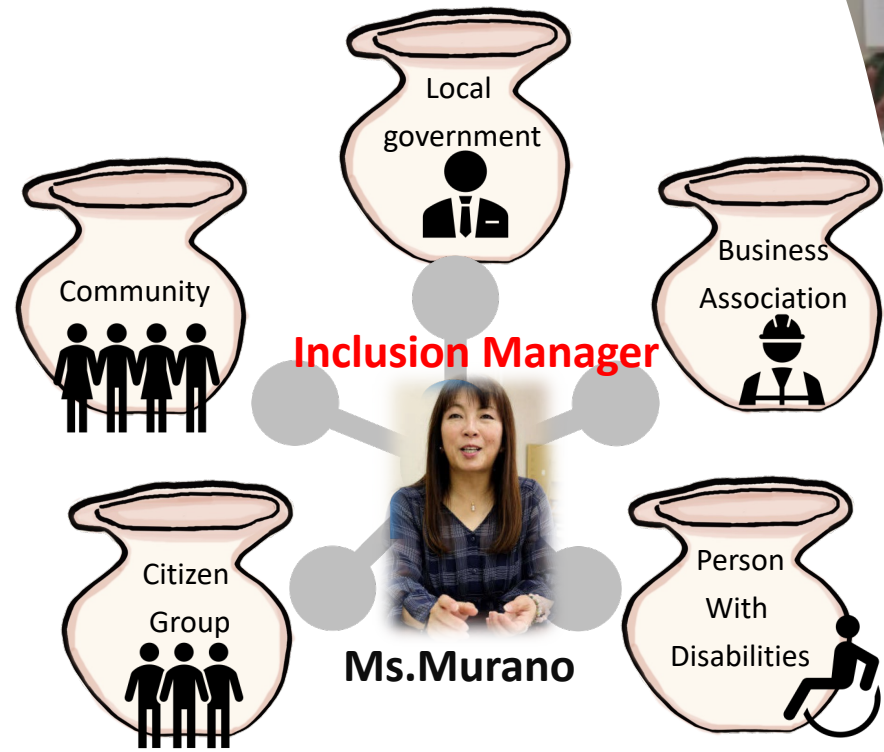 Local
government
Community
Business
Association
Inclusion Manager
Citizen
Group
Person
With
Disabilities
Ms.Murano